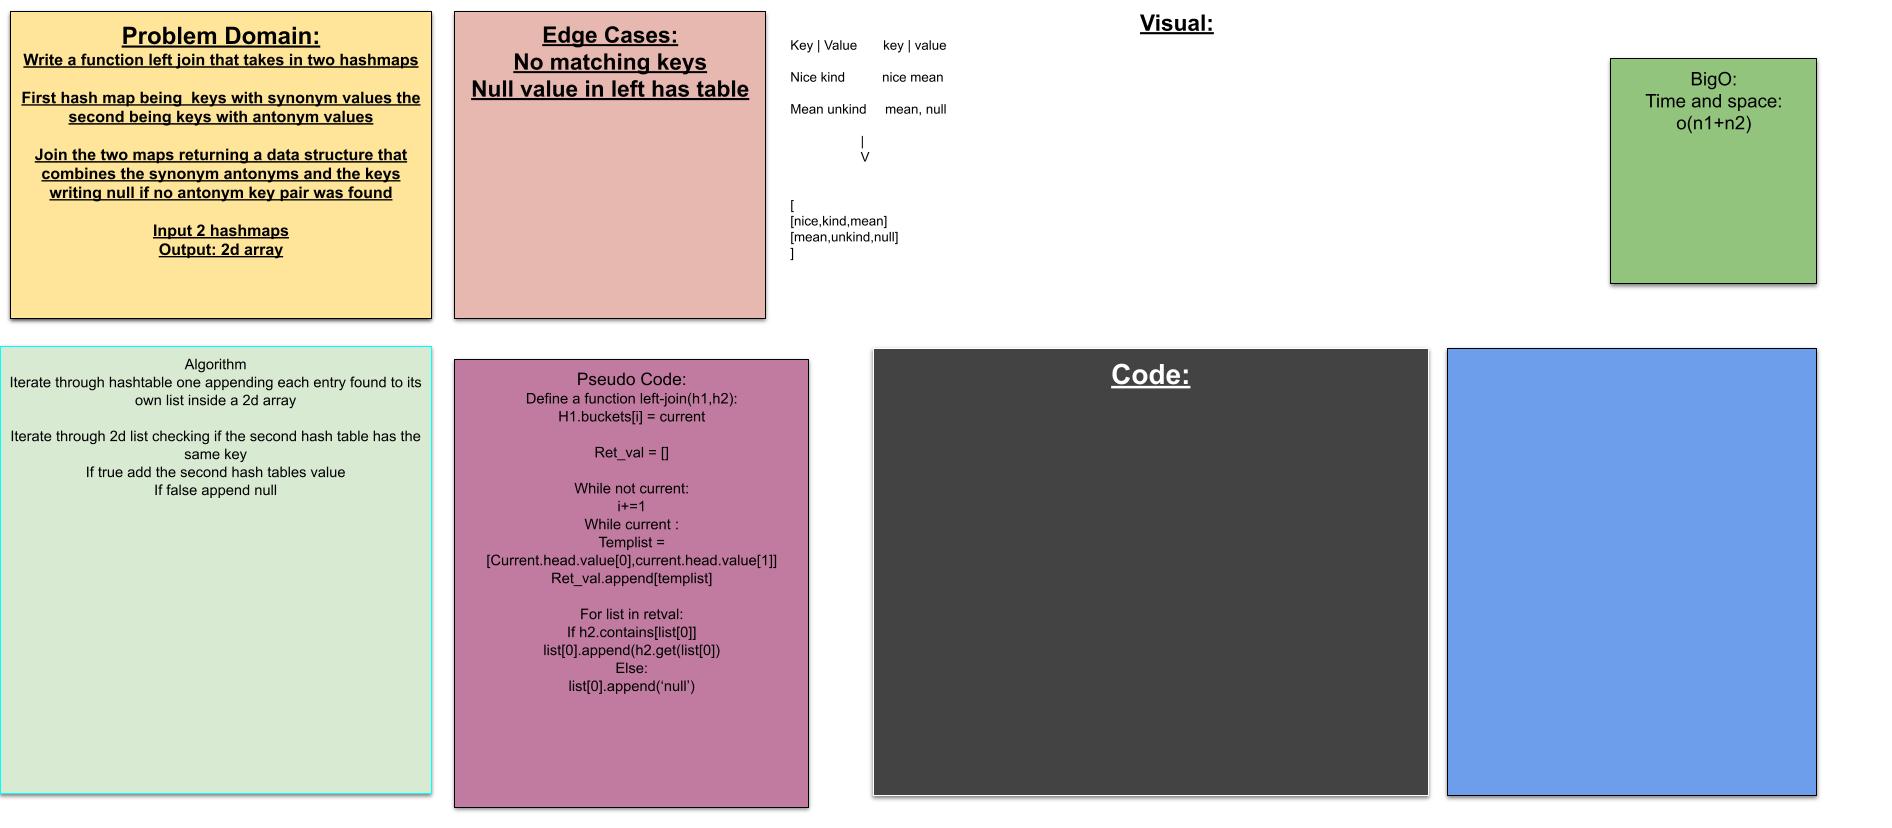 Problem Domain:
Write a function left join that takes in two hashmaps
First hash map being  keys with synonym values the
second being keys with antonym values
Join the two maps returning a data structure that
combines the synonym antonyms and the keys
writing null if no antonym key pair was found
Input 2 hashmaps
Output: 2d array
Edge Cases:
No matching keys
Null value in left has table
Visual:
Key | Value key | value
Nice kind nice mean
Mean unkind mean, null
|
V
[
[nice,kind,mean]
[mean,unkind,null]
]
BigO:
Time and space:
o(n1+n2)
Algorithm
Iterate through hashtable one appending each entry found to its
own list inside a 2d array
Iterate through 2d list checking if the second hash table has the
same key
If true add the second hash tables value
If false append null
Pseudo Code:
Define a function left-join(h1,h2):
H1.buckets[i] = current
Ret_val = []
While not current:
i+=1
While current :
Templist =
[Current.head.value[0],current.head.value[1]]
Ret_val.append[templist]
For list in retval:
If h2.contains[list[0]]
list[0].append(h2.get(list[0])
Else:
list[0].append(‘null’)
Code: